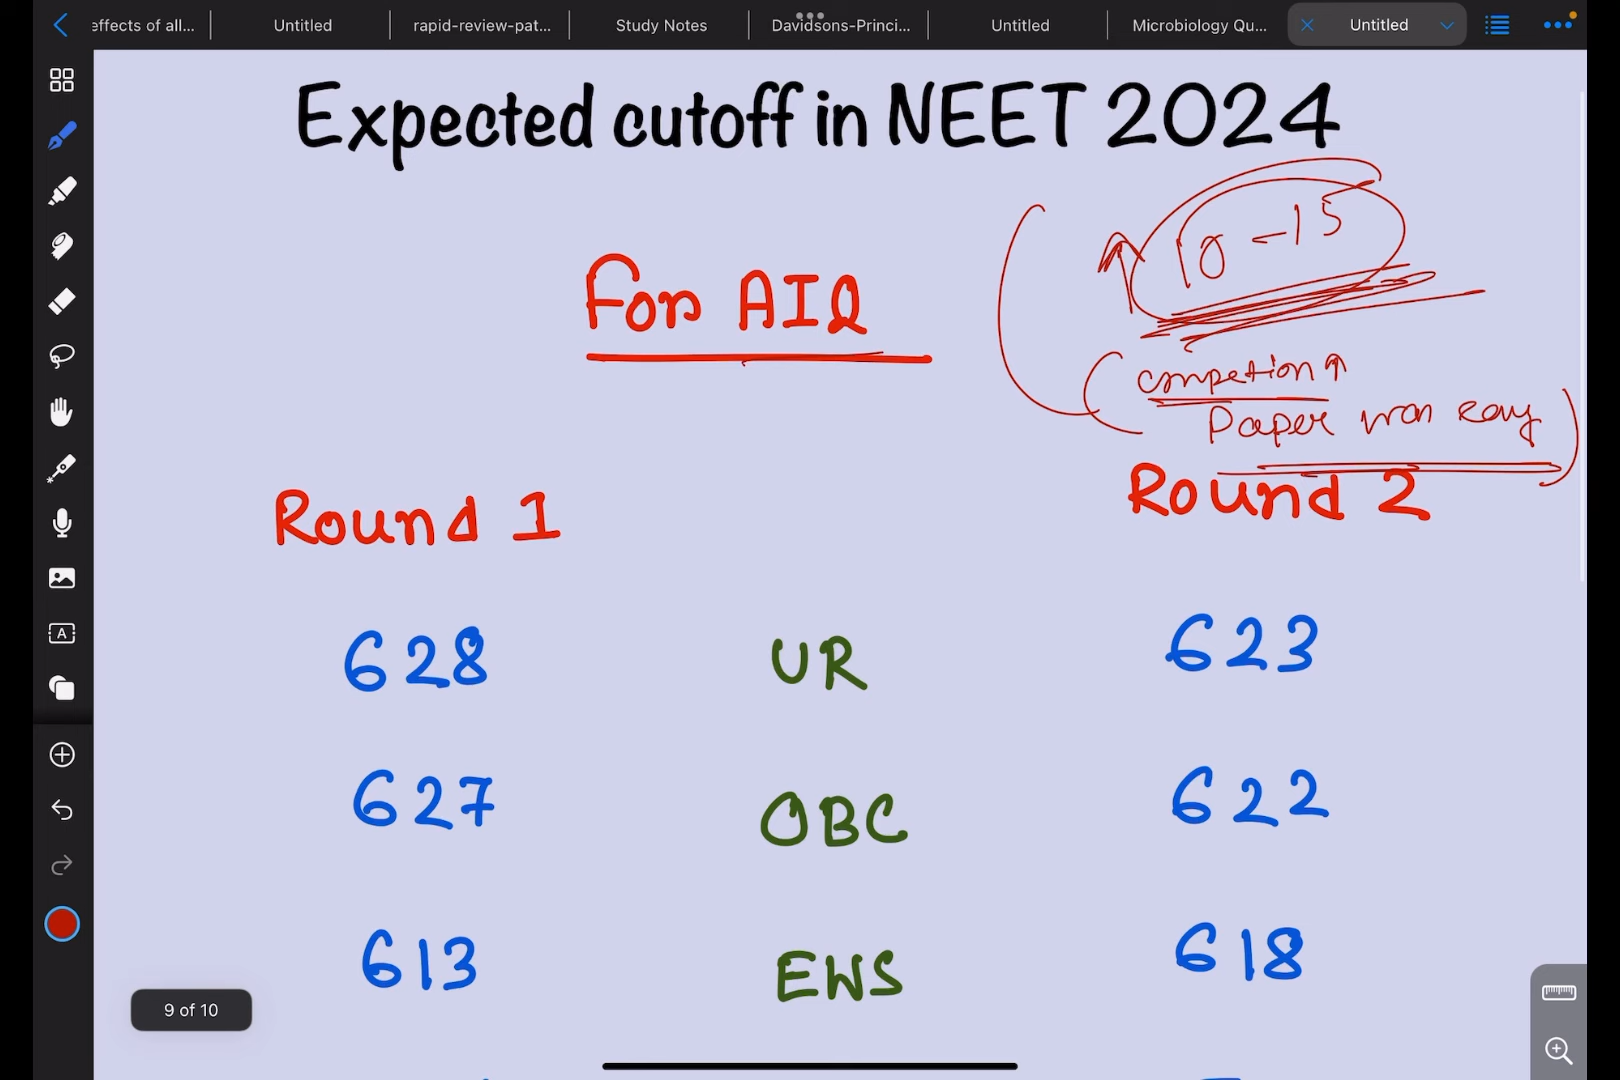 effects of all... Untitled rapid-review-pat... Study Notes Davidsons-Princi... Untitled Microbiology Qu... Untitled
Expected cutoff in NEET 2024
10-15
For AIQ
competion↑
Paper was easy
Round 1 Round 2
628 UR 623
627 OBC 622
613 EWS 618
9 of 10